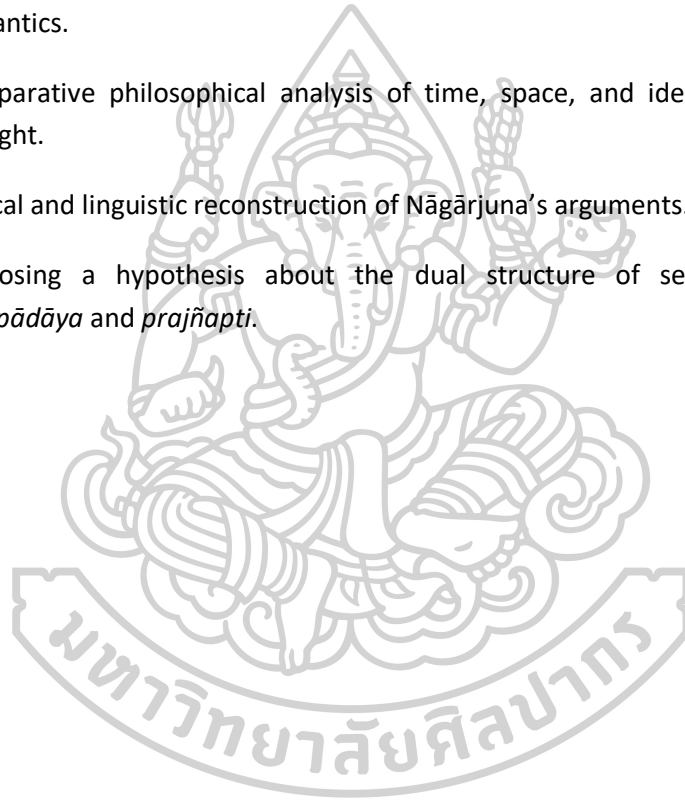 antics.
parative philosophical analysis of time, space, and ide
ght.
cal and linguistic reconstruction of Nāgārjuna’s arguments.
osing a hypothesis about the dual structure of se
pādāya and prajñapti.
มหาวิทยาลัยศิลปากร